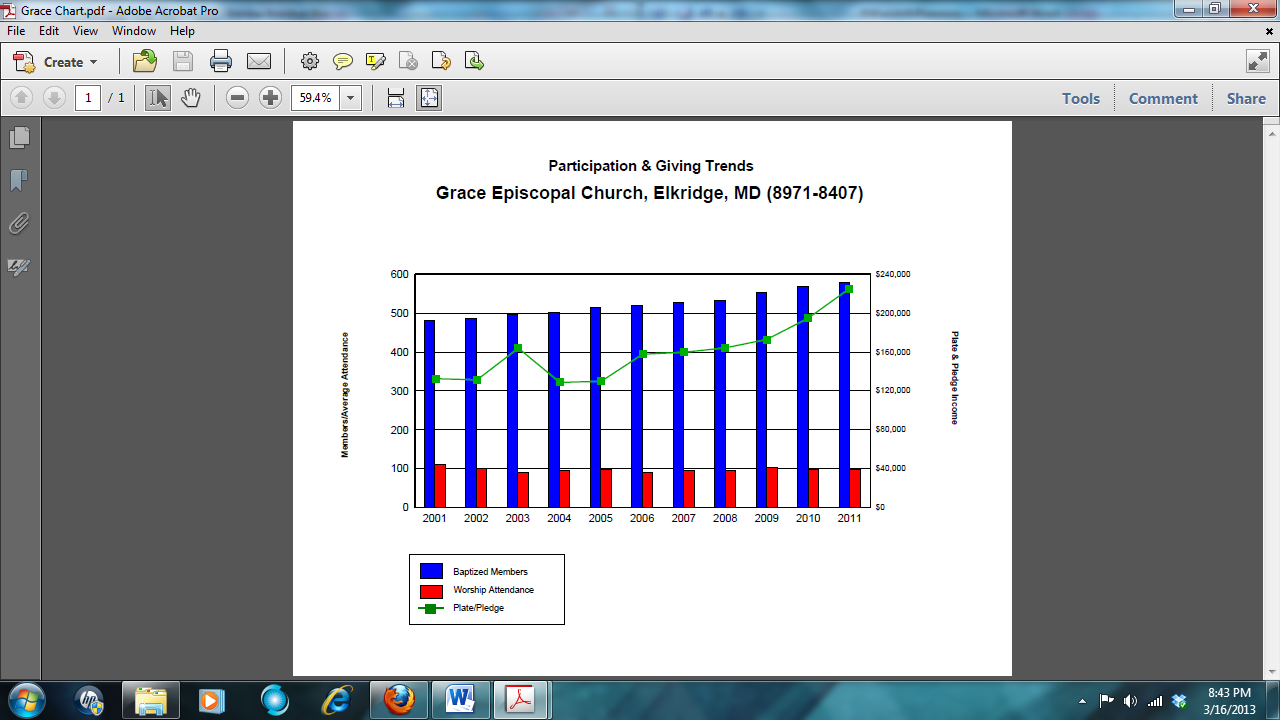 Grace Chart.pdf - Adobe Acrobat Pro
File Edit View Window Help
Create
1 / 1 59.4% Tools Comment Share
Participation & Giving Trends
Grace Episcopal Church, Elkridge, MD (8971-8407)
Members/Average Attendance
600 $240,000
500 $200,000
400 $160,000
300 $120,000
200 $80,000
100 $40,000
0 $0
Plate & Pledge Income
2001 2002 2003 2004 2005 2006 2007 2008 2009 2010 2011
Baptized Members
Worship Attendance
Plate/Pledge
8:43 PM
3/16/2013